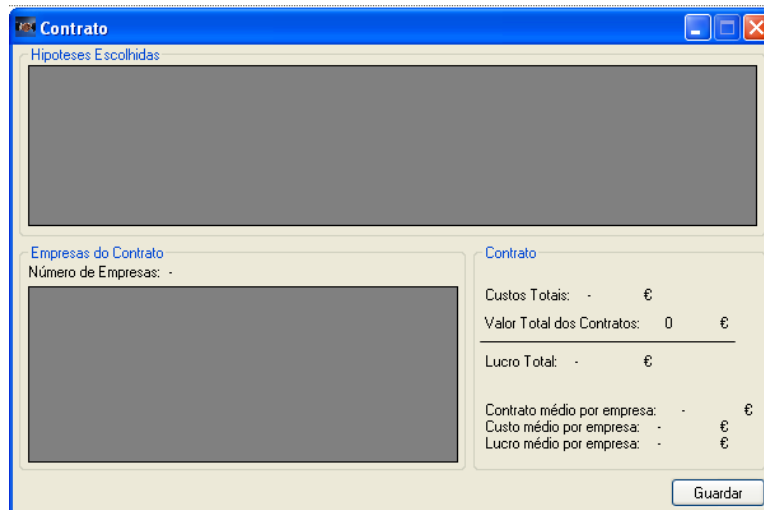 Contrato
Hipoteses Escolhidas
Empresas do Contrato
Número de Empresas: -
Contrato
Custos Totais: - €
Valor Total dos Contratos: 0 €
Lucro Total: - €
Contrato médio por empresa: - €
Custo médio por empresa: - €
Lucro médio por empresa: - €
Guardar